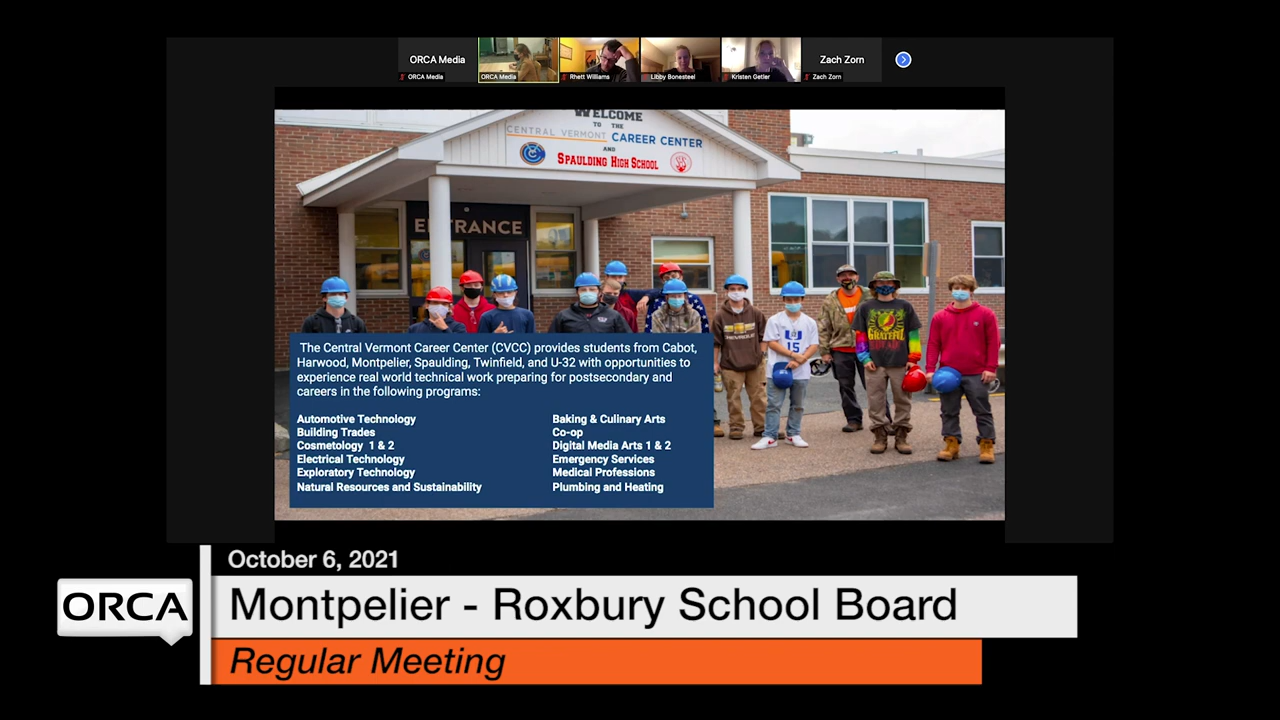 ORCA Media
Zach Zorn
ORCA Media
ORCA Media
Rhett Williams
Libby Bonesteel
Kristen Getler
Zach Zorn
WELCOME
TO THE
CENTRAL VERMONT CAREER CENTER
AND
SPAULDING HIGH SCHOOL
ENTRANCE
CHEVROLET
15
GRATEFUL
The Central Vermont Career Center (CVCC) provides students from Cabot,
Harwood, Montpelier, Spaulding, Twinfield, and U-32 with opportunities to
experience real world technical work preparing for postsecondary and
careers in the following programs:
Automotive Technology
Building Trades
Cosmetology 1 & 2
Electrical Technology
Exploratory Technology
Natural Resources and Sustainability
Baking & Culinary Arts
Co-op
Digital Media Arts 1 & 2
Emergency Services
Medical Professions
Plumbing and Heating
October 6, 2021
ORCA
Montpelier - Roxbury School Board
Regular Meeting